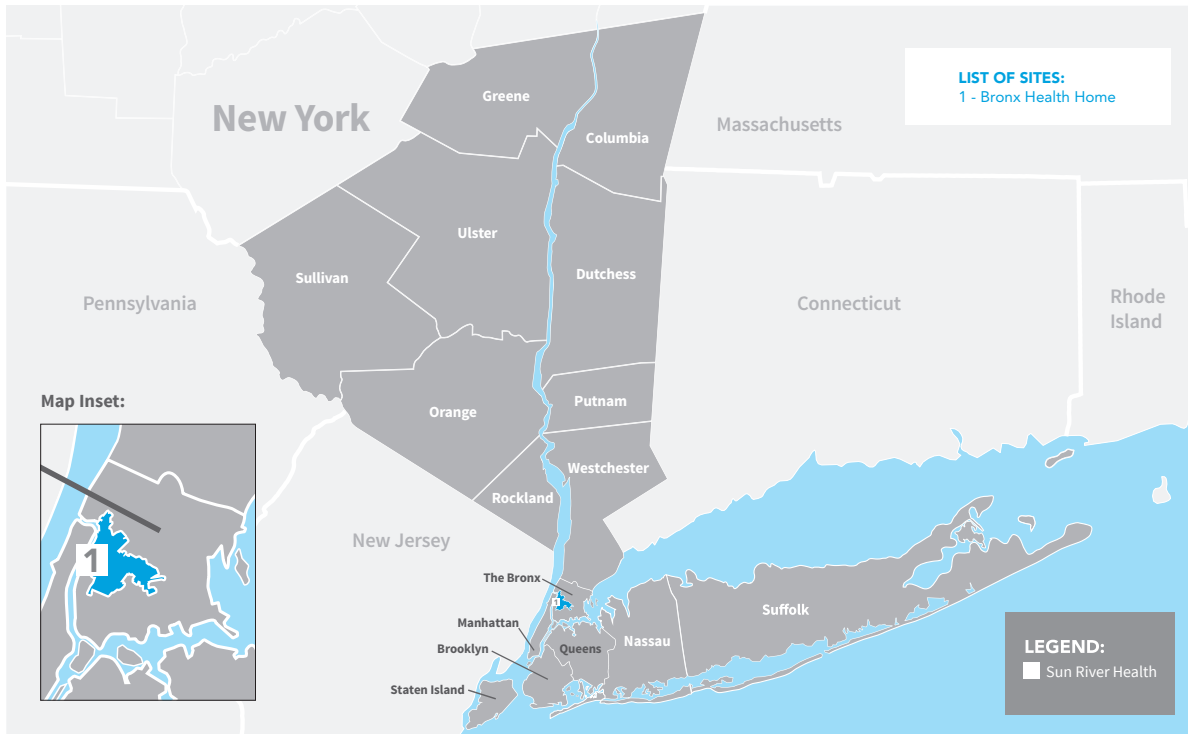 LIST OF SITES:
1 - Bronx Health Home
New York
Massachusetts
Greene
Columbia
Ulster
Sullivan
Dutchess
Pennsylvania
Connecticut
Rhode
Island
Map Inset:
1
Orange
Putnam
Westchester
Rockland
New Jersey
The Bronx
1
Manhattan
Brooklyn
Queens
Nassau
Suffolk
Staten Island
LEGEND:
Sun River Health